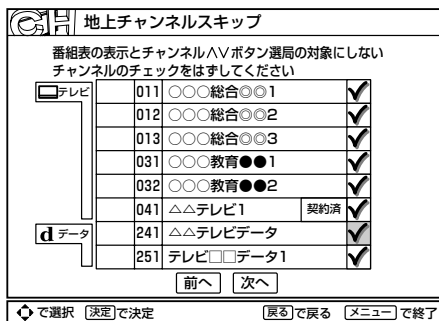 地上チャンネルスキップ
番組表の表示とチャンネル∧∨ボタン選局の対象にしない
チャンネルのチェックをはずしてください
テレビ 011 ○○○総合◎◎1
012 ○○○総合◎◎2
013 ○○○総合◎◎3
031 ○○○教育●●1
032 ○○○教育●●2
041 △△テレビ1 契約済
d データ 241 △△テレビデータ
251 テレビ□□データ1
前へ 次へ
で選択 決定で決定 戻るで戻る メニューで終了